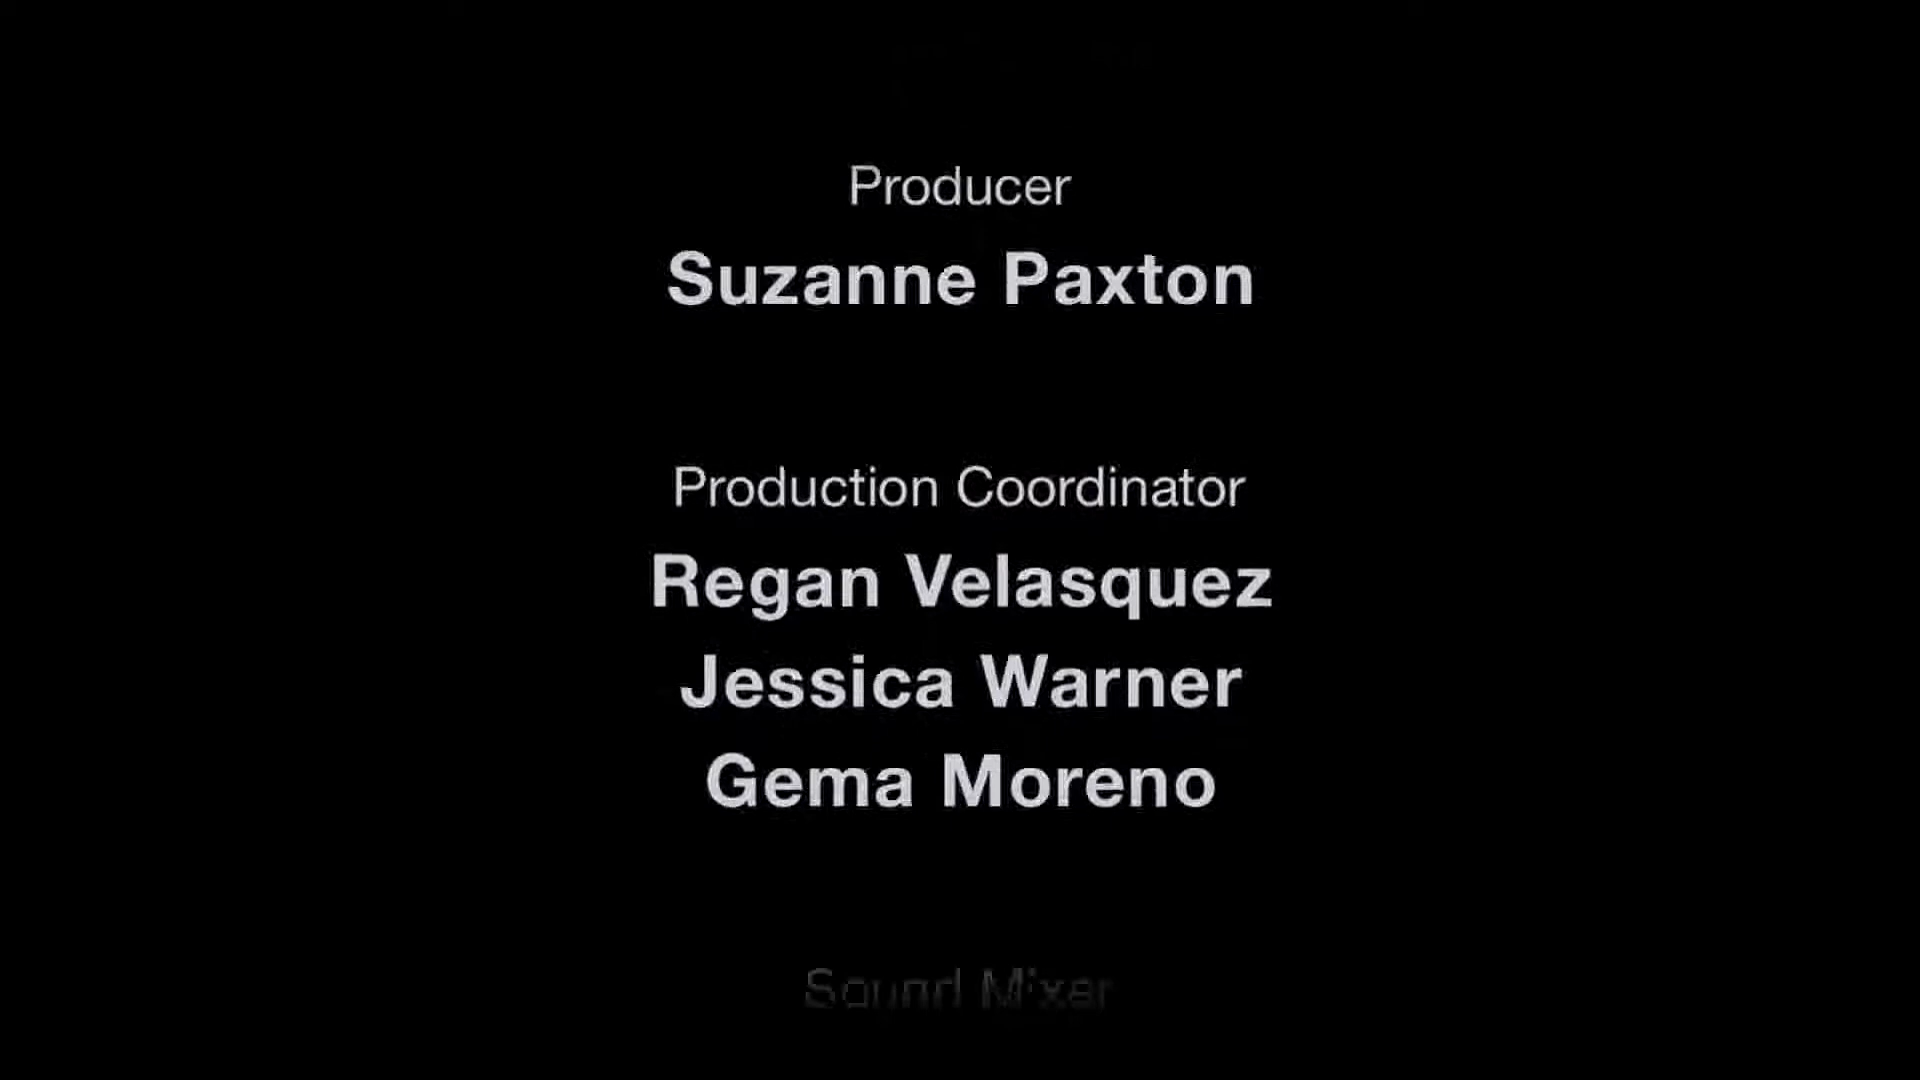 Producer
Suzanne Paxton
Production Coordinator
Regan Velasquez
Jessica Warner
Gema Moreno
Sound Mixer